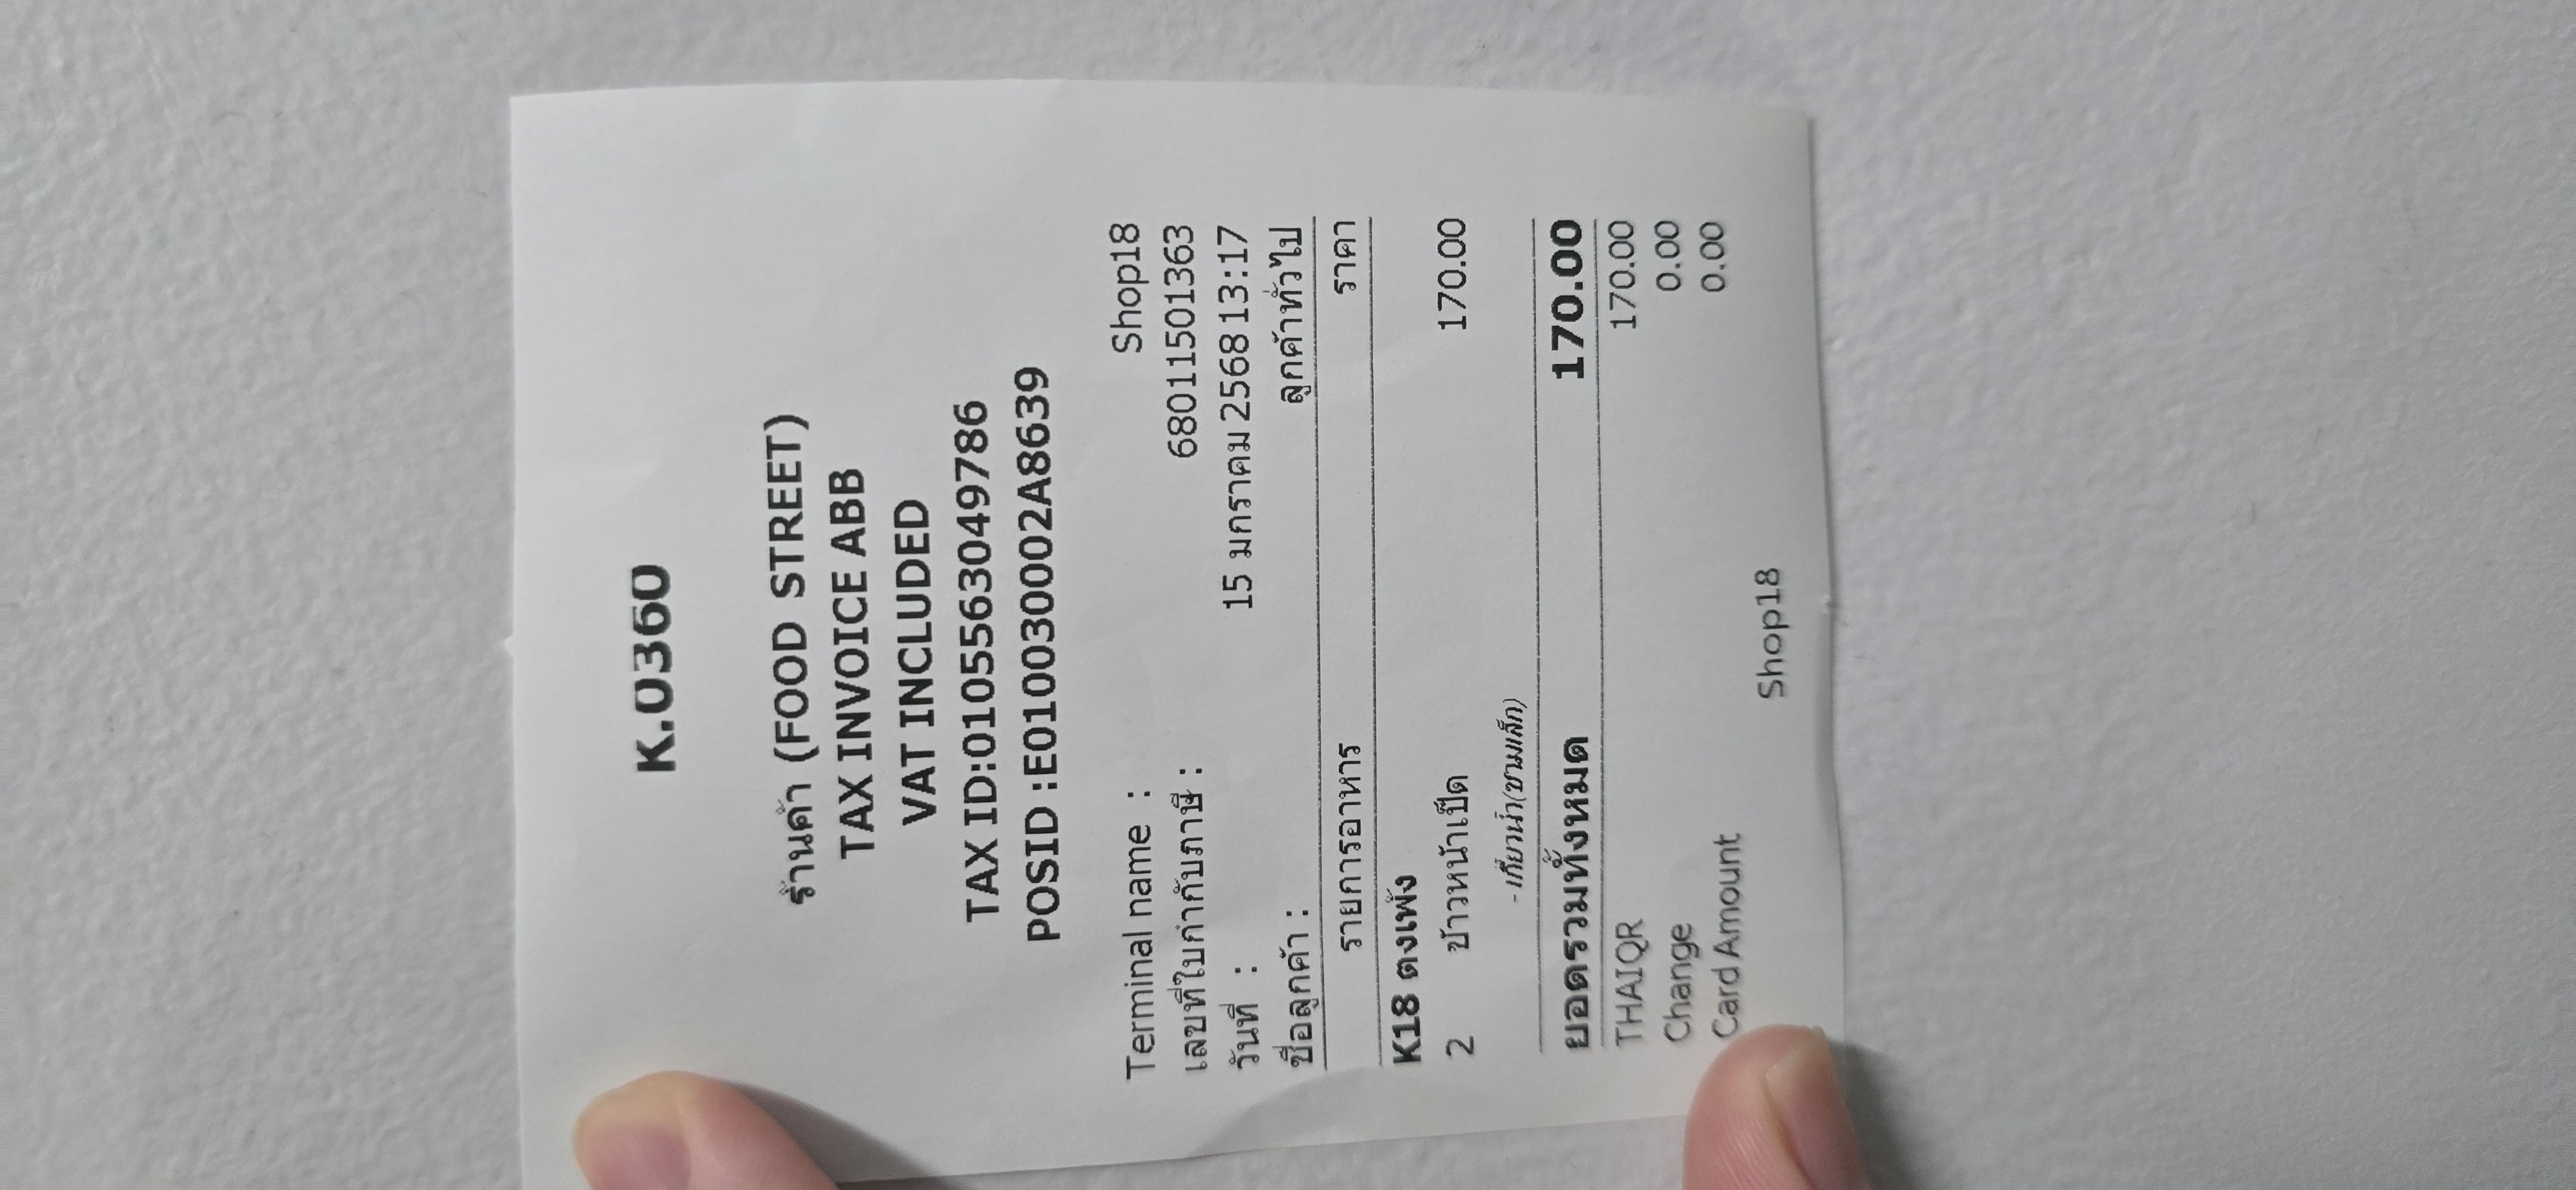 K.0360
ร้านค้า (FOOD STREET)
TAX INVOICE ABB
VAT INCLUDED
TAX ID:0105563049786
POSID :E010030002A8639
Terminal name : Shop18
เลขที่ใบกำกับภาษี : 68011501363
วันที่ : 15 มกราคม 2568 13:17
ชื่อลูกค้า : ลูกค้าทั่วไป
รายการอาหาร ราคา
K18 ตงเพ้ง
2 ข้าวหน้าเป็ด 170.00
- เกี๊ยวน้ำ(ชามเล็ก)
ยอดรวมทั้งหมด 170.00
THAIQR 170.00
Change 0.00
Card Amount 0.00
Shop18